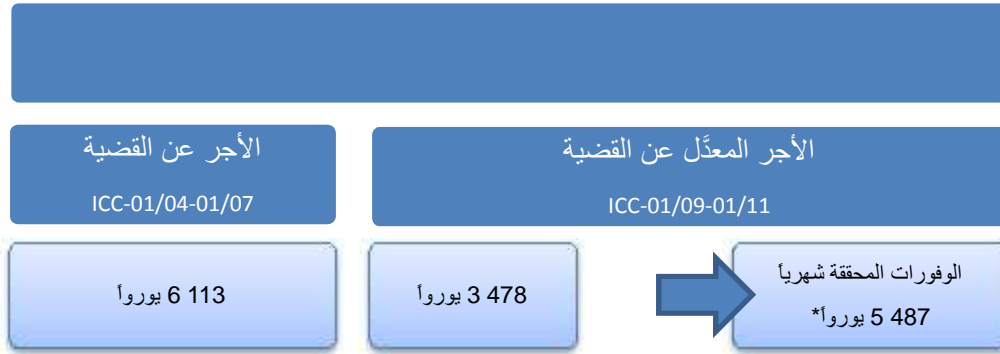 الأجر المعدَّل عن القضية
ICC-01/09-01/11
الأجر عن القضية
ICC-01/04-01/07
الوفورات المحققة شهرياً
5 487 يورواً*
3 478 يورواً
6 113 يورواً